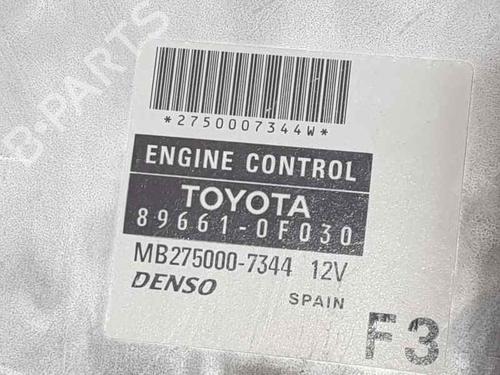 B-PARTS
*2750007344W*
ENGINE CONTROL
TOYOTA
89661-0F030
MB275000-7344 12V
DENSO
SPAIN
F3